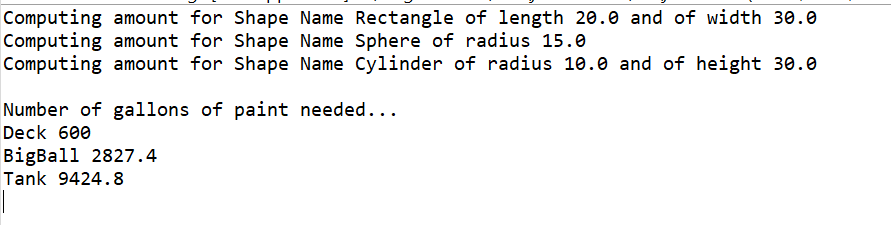 Computing amount for Shape Name Rectangle of length 20.0 and of width 30.0
Computing amount for Shape Name Sphere of radius 15.0
Computing amount for Shape Name Cylinder of radius 10.0 and of height 30.0
Number of gallons of paint needed...
Deck 600
BigBall 2827.4
Tank 9424.8